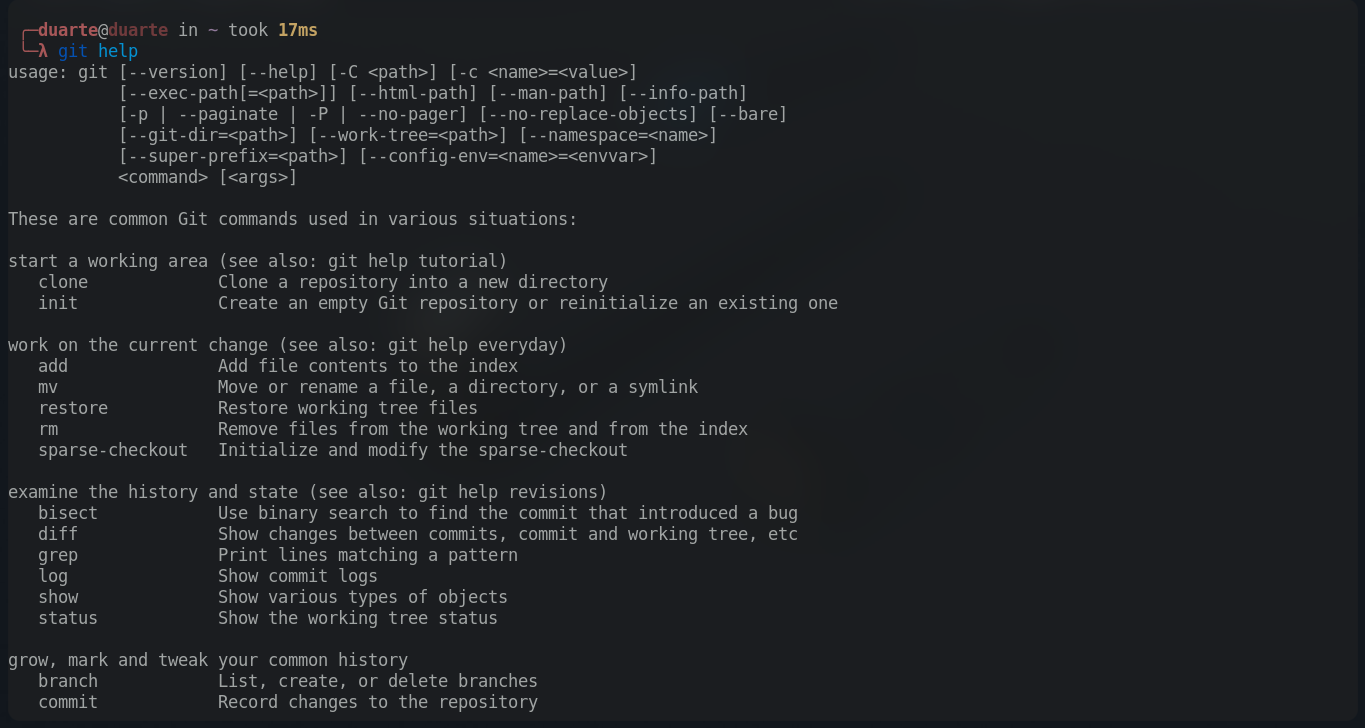 ╭─duarte@duarte in ~ took 17ms
╰─λ git help
usage: git [--version] [--help] [-C <path>] [-c <name>=<value>]
           [--exec-path[=<path>]] [--html-path] [--man-path] [--info-path]
           [-p | --paginate | -P | --no-pager] [--no-replace-objects] [--bare]
           [--git-dir=<path>] [--work-tree=<path>] [--namespace=<name>]
           [--super-prefix=<path>] [--config-env=<name>=<envvar>]
           <command> [<args>]

These are common Git commands used in various situations:

start a working area (see also: git help tutorial)
   clone             Clone a repository into a new directory
   init              Create an empty Git repository or reinitialize an existing one

work on the current change (see also: git help everyday)
   add               Add file contents to the index
   mv                Move or rename a file, a directory, or a symlink
   restore           Restore working tree files
   rm                Remove files from the working tree and from the index
   sparse-checkout   Initialize and modify the sparse-checkout

examine the history and state (see also: git help revisions)
   bisect            Use binary search to find the commit that introduced a bug
   diff              Show changes between commits, commit and working tree, etc
   grep              Print lines matching a pattern
   log               Show commit logs
   show              Show various types of objects
   status            Show the working tree status

grow, mark and tweak your common history
   branch            List, create, or delete branches
   commit            Record changes to the repository